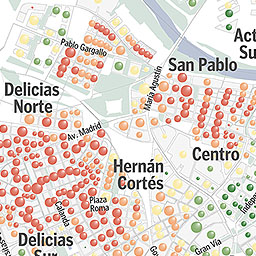 Act
Su
Pablo Gargallo
San Pablo
María Agustín
Delicias
Norte
Av. Madrid
Centro
Hernán
Cortés
Plaza
Roma
Calanda
Gran Vía
Delicias
Sur